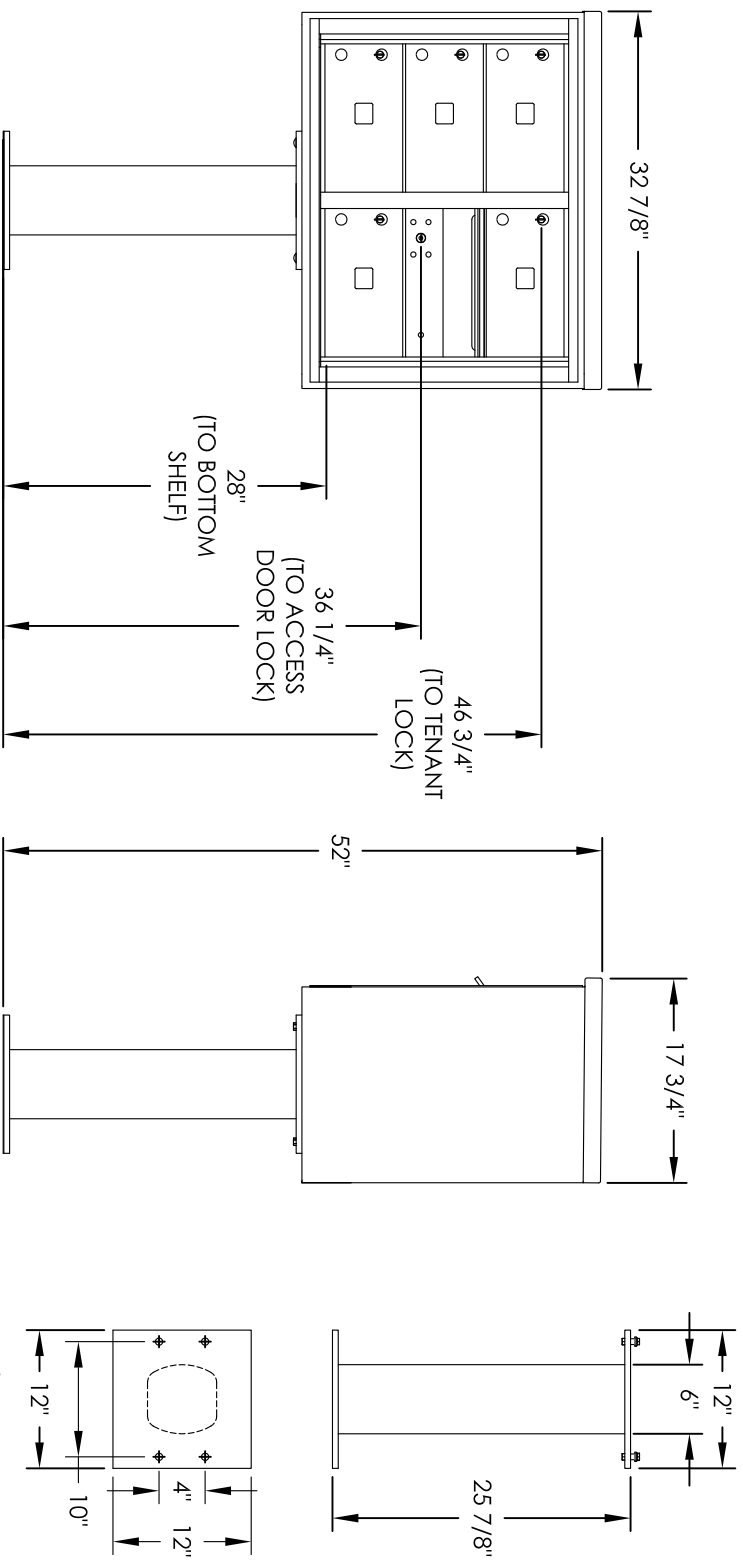 32 7/8"
28"
(TO BOTTOM
SHELF)
36 1/4"
(TO ACCESS
DOOR LOCK)
46 3/4"
(TO TENANT
LOCK)
52"
17 3/4"
12"
6"
25 7/8"
4"
12"
10"
12"